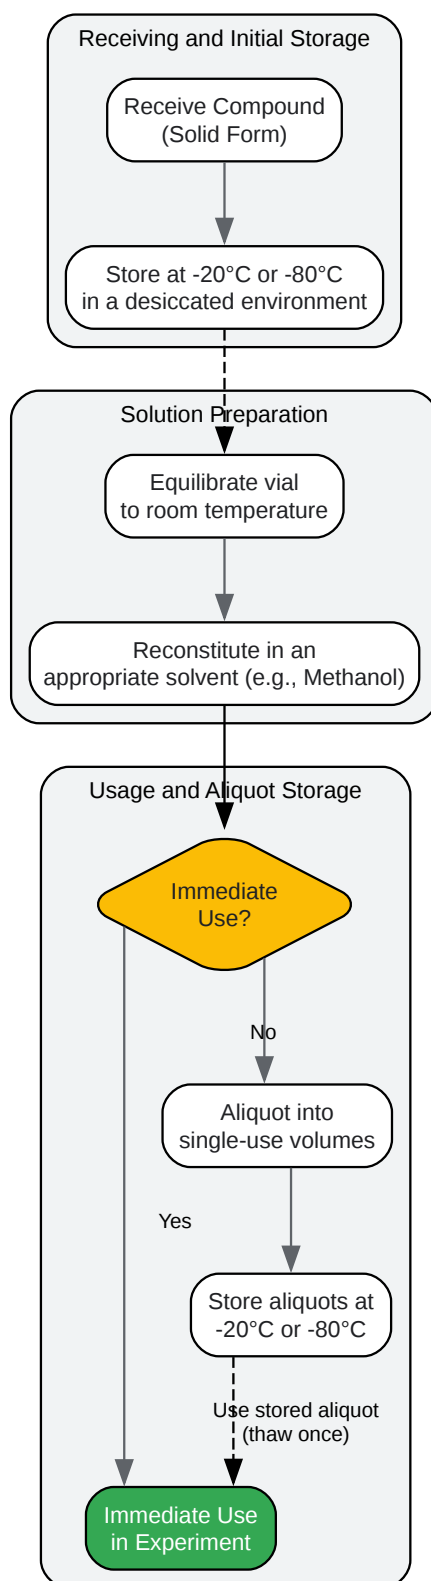 Receiving and Initial Storage
Receive Compound
(Solid Form)
Store at -20°C or -80°C
in a desiccated environment
Solution Preparation
Equilibrate vial
to room temperature
Reconstitute in an
appropriate solvent (e.g., Methanol)
Usage and Aliquot Storage
Immediate
Use?
No
Aliquot into
single-use volumes
Yes
Store aliquots at
-20°C or -80°C
Use stored aliquot
(thaw once)
Immediate Use
in Experiment